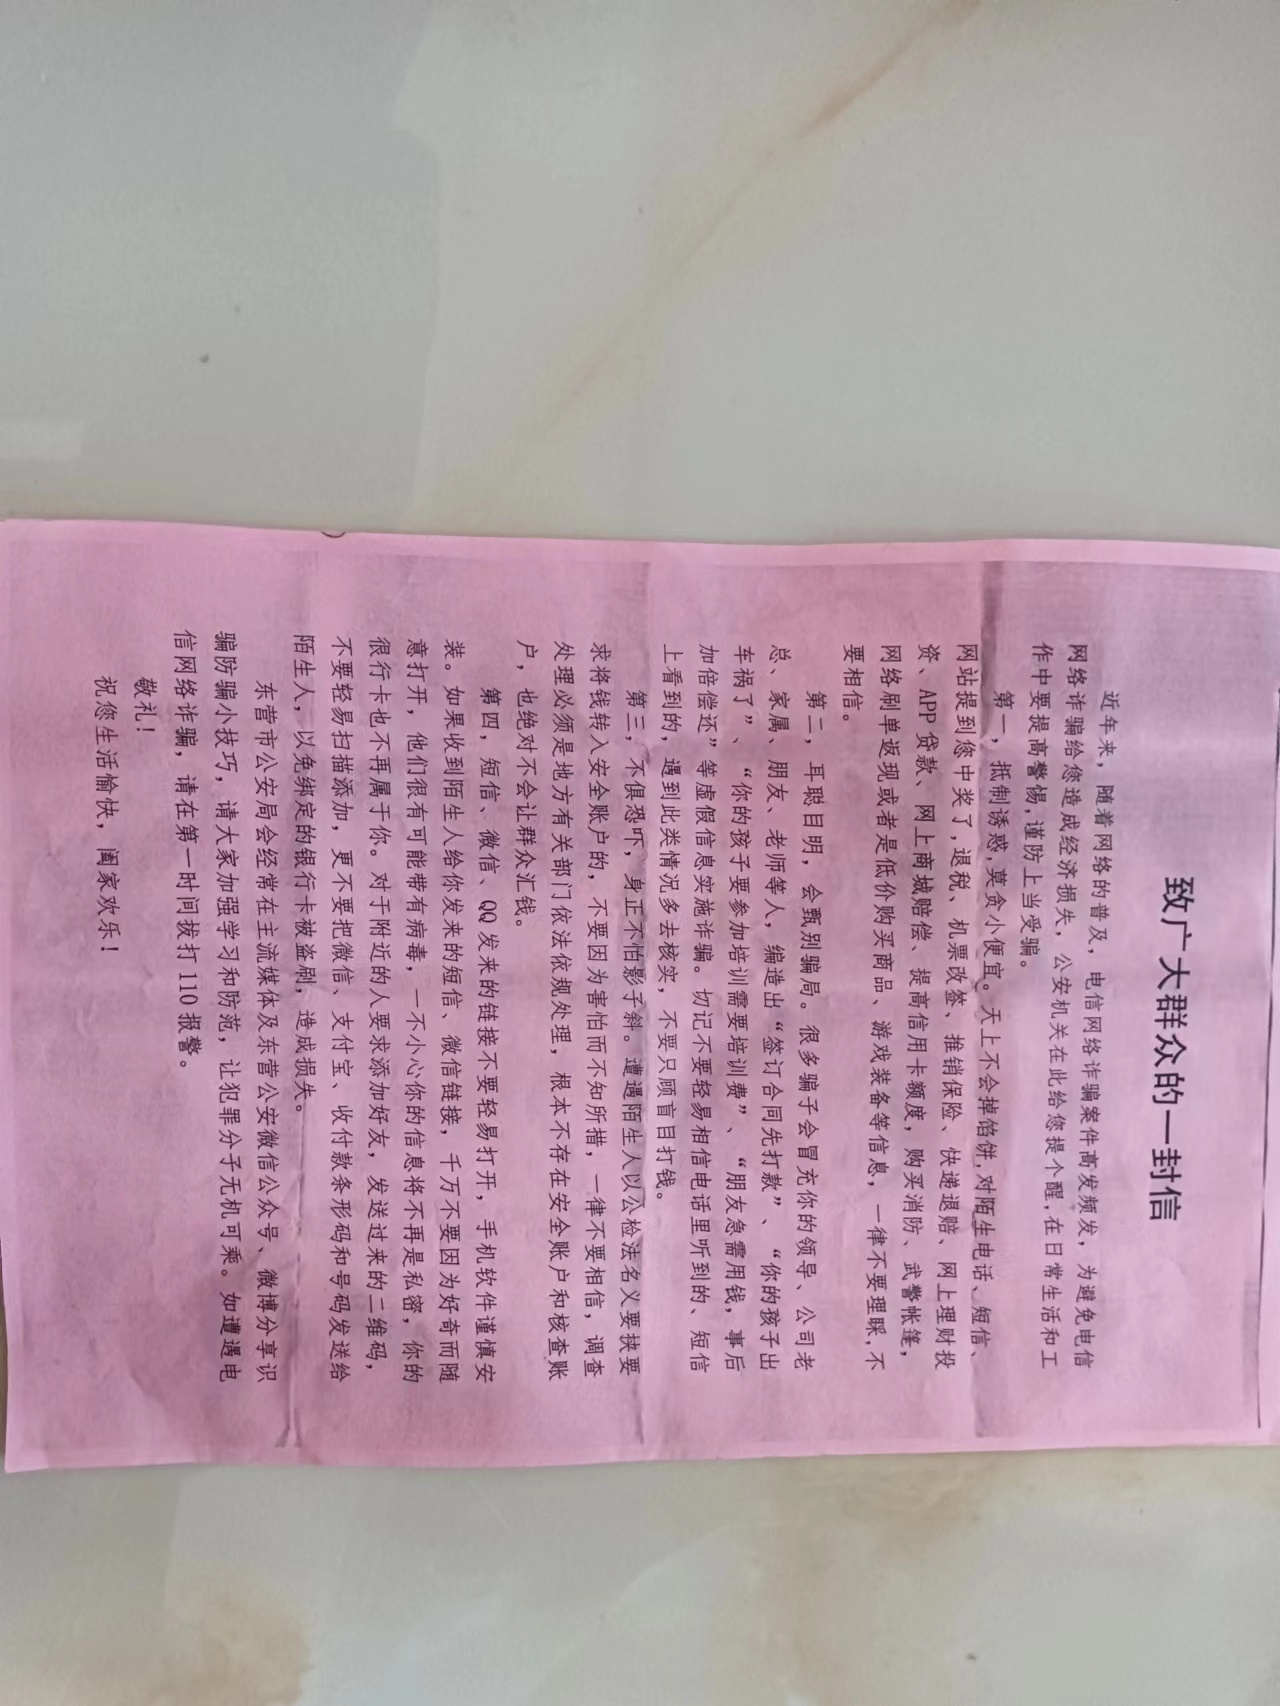 致广大群众的一封信
近年来，随着网络的普及，电信网络诈骗案件高发频发，为避免电信
网络诈骗给您造成经济损失，公安机关在此给您提个醒,在日常生活和工
作中要提高警惕,谨防上当受骗。
第一，抵制诱惑,莫贪小便宜。天上不会掉馅饼,对陌生电话、短信、
网站提到您中奖了,退税、机票改签、推销保险、快递退赔、网上理财投
资、APP贷款、网上商城赔偿、提高信用卡额度，购买消防、武警帐篷，
网络刷单返现或者是低价购买商品、游戏装备等信息，一律不要理睬,不
要相信。
第二，耳聪目明，会甄别骗局。很多骗子会冒充你的领导、公司老
总、家属、朋友、老师等人，编造出“签订合同先打款”、“你的孩子出
车祸了”、“你的孩子要参加培训需要培训费”、“朋友急需用钱，事后
加倍偿还”等虚假信息实施诈骗。切记不要轻易相信电话里听到的、短信
上看到的，遇到此类情况多去核实，不要只顾盲目打钱。
第三，不俱恐吓，身正不怕影子斜。遭遇陌生人以公检法名义要挟要
求将钱转入安全账户的，不要因为害怕而不知所措，一律不要相信，调查
处理必须是地方有关部门依法依规处理，根本不存在安全账户和核查账
户，也绝对不会让群众汇钱。
第四，短信、微信、QQ发来的链接不要轻易打开，手机软件谨慎安
装。如果收到陌生人给你发来的短信、微信链接，千万不要因为好奇而随
意打开，他们很有可能带有病毒，一不小心你的信息将不再是私密，你的
很行卡也不再属于你。对于附近的人要求添加好友，发送过来的二维码，
不要轻易扫描添加，更不要把微信、支付宝、收付款条形码和号码发送给
陌生人，以免绑定的银行卡被盗刷，造成损失。
东营市公安局会经常在主流媒体及东营公安微信公众号、微博分享识
骗防骗小技巧，请大家加强学习和防范，让犯罪分子无机可乘。如遭遇电
信网络诈骗，请在第一时间拔打110报警。
敬礼！
祝您生活愉快，阖家欢乐！